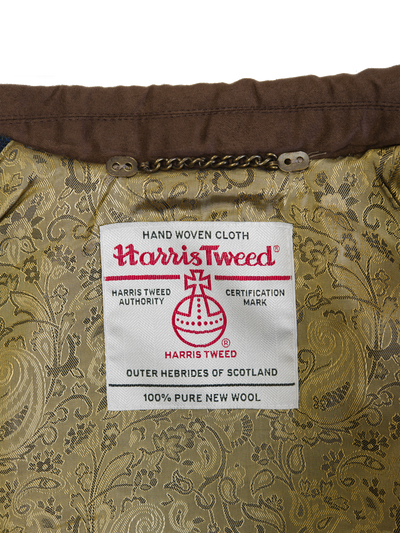 HAND WOVEN CLOTH
Harris Tweed®
HARRIS TWEED AUTHORITY
CERTIFICATION MARK
®
HARRIS TWEED
OUTER HEBRIDES OF SCOTLAND
100% PURE NEW WOOL